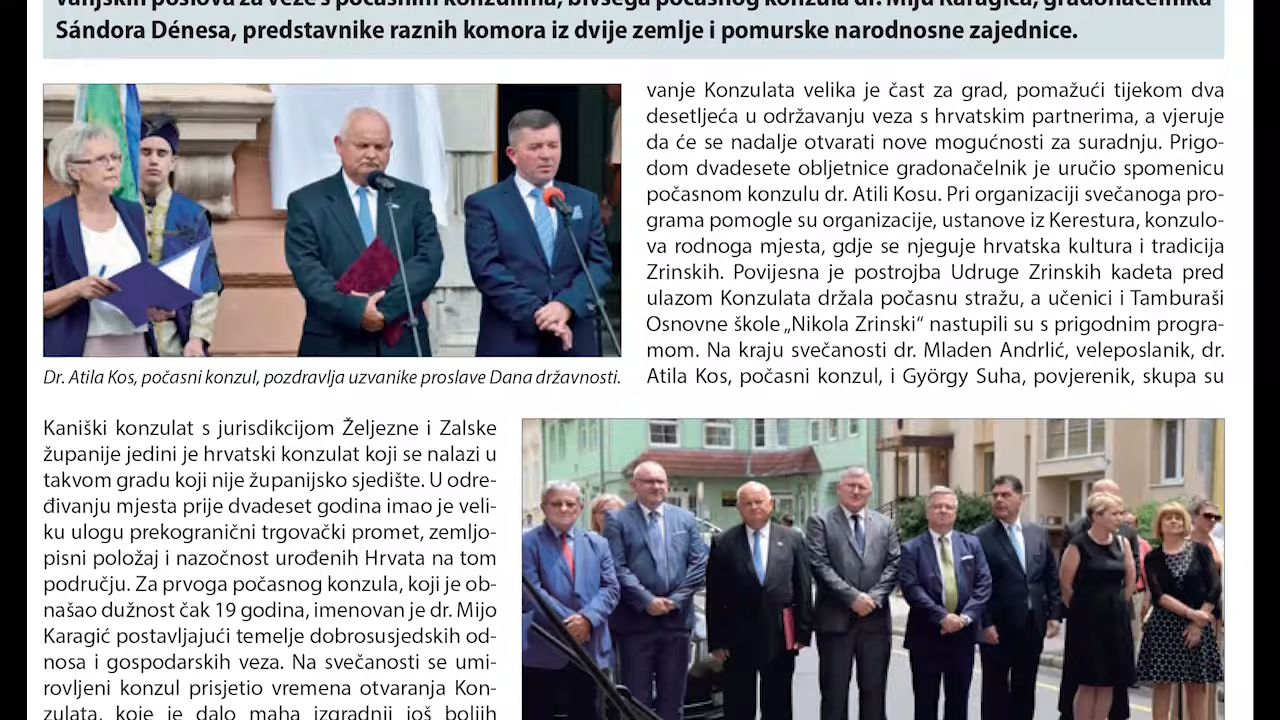 vanjskih poslova za veze s počasnim konzulima, bivšega počasnog konzula dr. Miju Karagića, gradonačelnika
Sándora Dénesa, predstavnike raznih komora iz dvije zemlje i pomurske narodnosne zajednice.
vanje Konzulata velika je čast za grad, pomažući tijekom dva
desetljeća u održavanju veza s hrvatskim partnerima, a vjeruje
da će se nadalje otvarati nove mogućnosti za suradnju. Prigo-
dom dvadesete obljetnice gradonačelnik je uručio spomenicu
počasnom konzulu dr. Atili Kosu. Pri organizaciji svečanoga pro-
grama pomogle su organizacije, ustanove iz Kerestura, konzulo-
va rodnoga mjesta, gdje se njeguje hrvatska kultura i tradicija
Zrinskih. Povijesna je postrojba Udruge Zrinskih kadeta pred
ulazom Konzulata držala počasnu stražu, a učenici i Tamburaši
Osnovne škole „Nikola Zrinski“ nastupili su s prigodnim progra-
mom. Na kraju svečanosti dr. Mladen Andrlić, veleposlanik, dr.
Atila Kos, počasni konzul, i György Suha, povjerenik, skupa su
Dr. Atila Kos, počasni konzul, pozdravlja uzvanike proslave Dana državnosti.
Kaniški konzulat s jurisdikcijom Željezne i Zalske
županije jedini je hrvatski konzulat koji se nalazi u
takvom gradu koji nije županijsko sjedište. U odre-
đivanju mjesta prije dvadeset godina imao je veli-
ku ulogu prekogranični trgovački promet, zemljo-
pisni položaj i nazočnost urođenih Hrvata na tom
području. Za prvoga počasnog konzula, koji je ob-
našao dužnost čak 19 godina, imenovan je dr. Mijo
Karagić postavljajući temelje dobrosusjedskih od-
nosa i gospodarskih veza. Na svečanosti se umi-
rovljeni konzul prisjetio vremena otvaranja Kon-
zulata, koje je dalo maha izgradnji još boljih